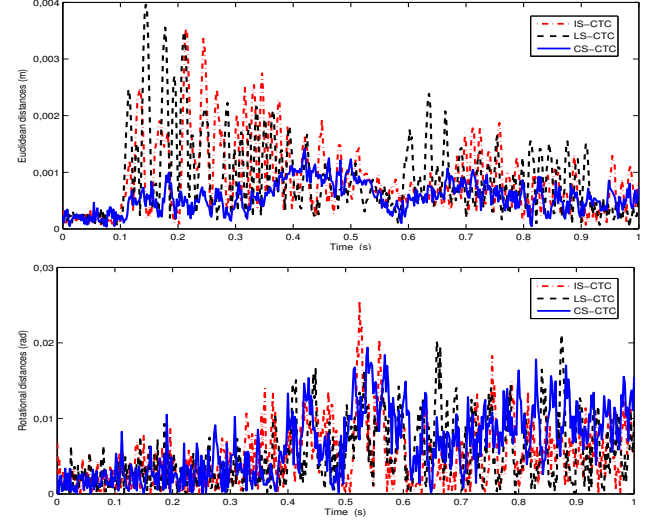 0,004
0,003
0,002
0,001
0
Euclidean distances (m)
IS-CTC
LS-CTC
CS-CTC
0 0.1 0.2 0.3 0.4 0.5 0.6 0.7 0.8 0.9 1
Time (s)
0,03
0,02
0,01
0
Rotational distances (rad)
IS-CTC
LS-CTC
CS-CTC
0 0.1 0.2 0.3 0.4 0.5 0.6 0.7 0.8 0.9 1
Time (s)